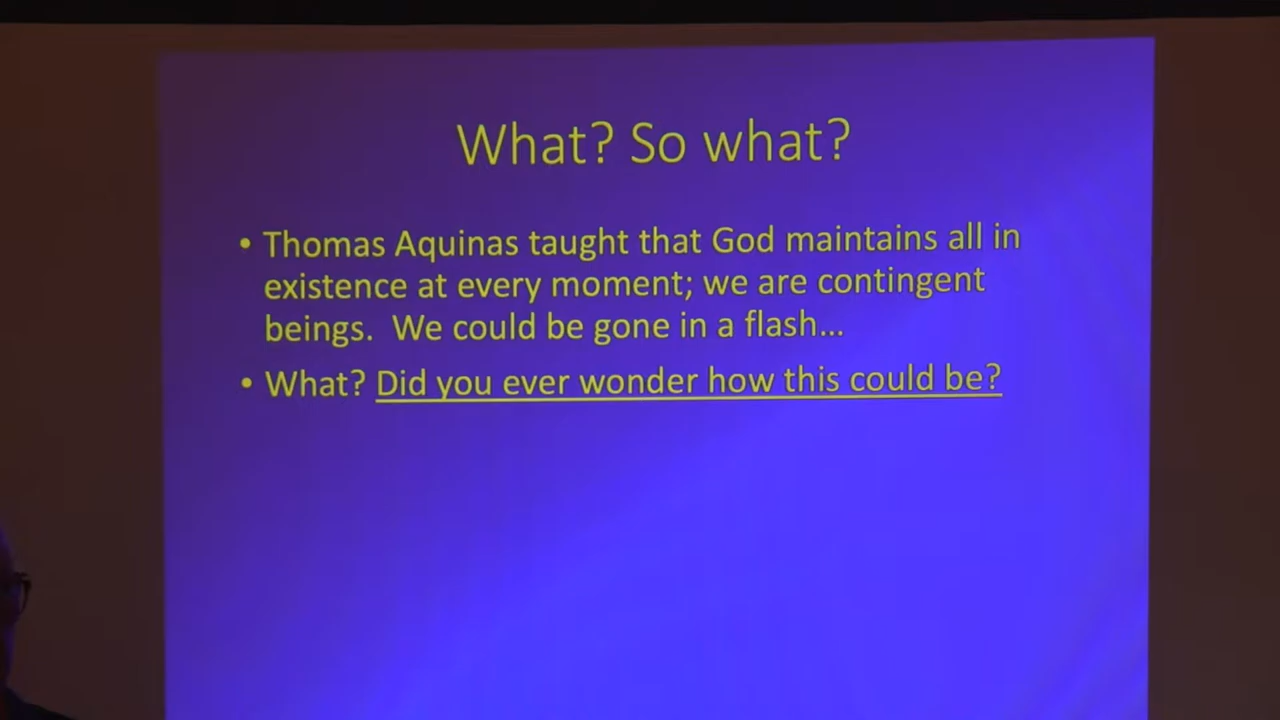 What? So what?
• Thomas Aquinas taught that God maintains all in
existence at every moment; we are contingent
beings.  We could be gone in a flash...
• What? Did you ever wonder how this could be?